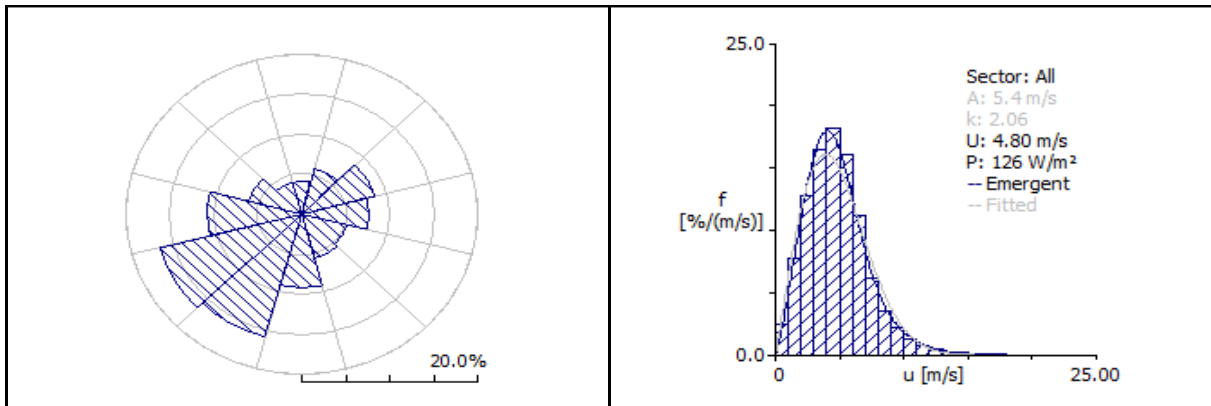 20.0%
25.0
f
[%/(m/s)]
0.0
0
u [m/s]
25.00
Sector: All
A: 5.4 m/s
k: 2.06
U: 4.80 m/s
P: 126 W/m²
-- Emergent
-- Fitted